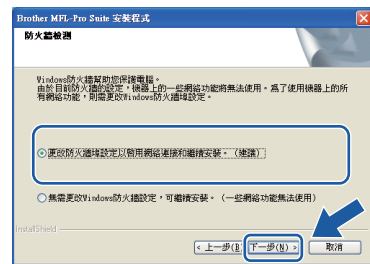 Brother MFL-Pro Suite 安裝程式
防火牆檢測
Windows防火牆幫助您保護電腦。
由於目前防火牆的設定，機器上的一些網絡功能將無法使用。為了使用機器上的所
有網絡功能，則需更改Windows防火牆埠設定。
更改防火牆埠設定以啓用網絡連接和繼續安裝。（建議）
無需更改Windows防火牆設定，可繼續安裝。（一些網絡功能無法使用）
InstallShield
< 上一步(B) 下一步(N) > 取消